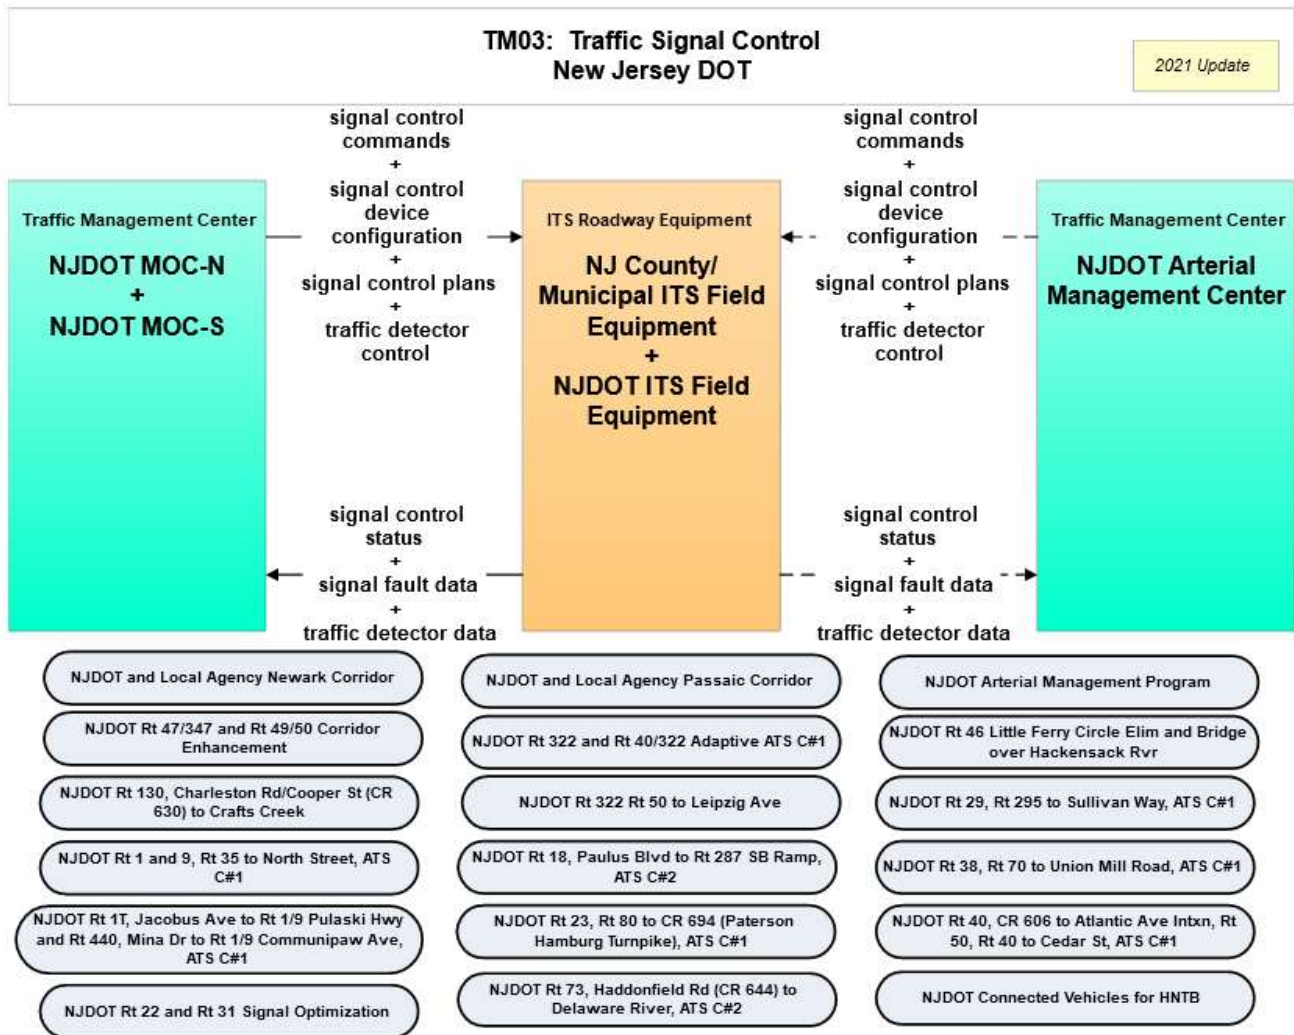 TM03: Traffic Signal Control
New Jersey DOT
2021 Update
signal control
commands
+
signal control
device
configuration
+
signal control plans
+
traffic detector
control
signal control
commands
+
signal control
device
configuration
+
signal control plans
+
traffic detector
control
Traffic Management Center
NJDOT MOC-N
+
NJDOT MOC-S
ITS Roadway Equipment
NJ County/
Municipal ITS Field
Equipment
+
NJDOT ITS Field
Equipment
Traffic Management Center
NJDOT Arterial
Management Center
signal control
status
+
signal fault data
+
traffic detector data
signal control
status
+
signal fault data
+
traffic detector data
NJDOT and Local Agency Newark Corridor
NJDOT and Local Agency Passaic Corridor
NJDOT Arterial Management Program
NJDOT Rt 47/347 and Rt 49/50 Corridor
Enhancement
NJDOT Rt 322 and Rt 40/322 Adaptive ATS C#1
NJDOT Rt 46 Little Ferry Circle Elim and Bridge
over Hackensack Rvr
NJDOT Rt 130, Charleston Rd/Cooper St (CR
630) to Crafts Creek
NJDOT Rt 322 Rt 50 to Leipzig Ave
NJDOT Rt 29, Rt 295 to Sullivan Way, ATS C#1
NJDOT Rt 1 and 9, Rt 35 to North Street, ATS
C#1
NJDOT Rt 18, Paulus Blvd to Rt 287 SB Ramp,
ATS C#2
NJDOT Rt 38, Rt 70 to Union Mill Road, ATS C#1
NJDOT Rt 1T, Jacobus Ave to Rt 1/9 Pulaski Hwy
and Rt 440, Mina Dr to Rt 1/9 Communipaw Ave,
ATS C#1
NJDOT Rt 23, Rt 80 to CR 694 (Paterson
Hamburg Turnpike), ATS C#1
NJDOT Rt 40, CR 606 to Atlantic Ave Intxn, Rt
50, Rt 40 to Cedar St, ATS C#1
NJDOT Rt 22 and Rt 31 Signal Optimization
NJDOT Rt 73, Haddonfield Rd (CR 644) to
Delaware River, ATS C#2
NJDOT Connected Vehicles for HNTB